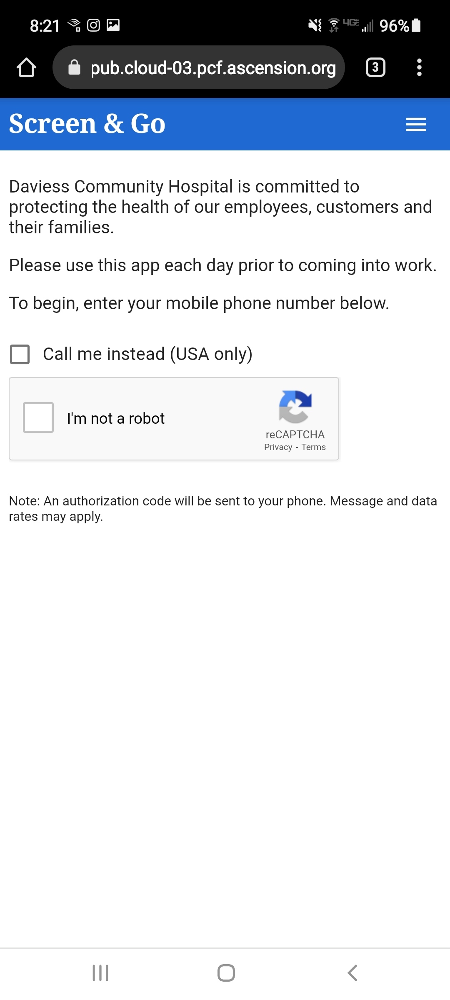 8:21
4G LTE 96%
pub.cloud-03.pcf.ascension.org
3
Screen & Go
Daviess Community Hospital is committed to
protecting the health of our employees, customers and
their families.
Please use this app each day prior to coming into work.
To begin, enter your mobile phone number below.
Call me instead (USA only)
I'm not a robot
reCAPTCHA
Privacy - Terms
Note: An authorization code will be sent to your phone. Message and data
rates may apply.